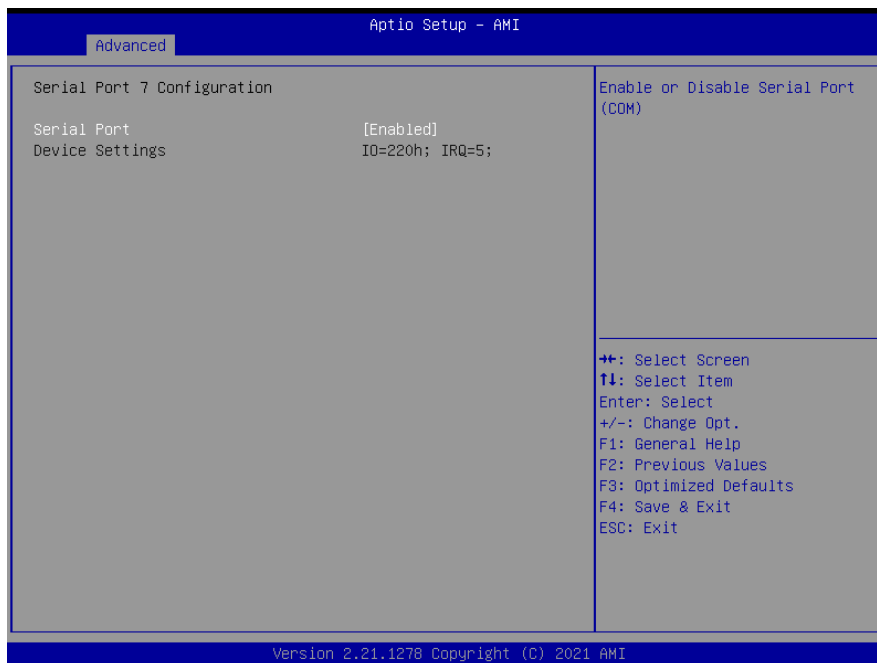 Aptio Setup – AMI
Advanced
Serial Port 7 Configuration
Serial Port [Enabled]
Device Settings IO=220h; IRQ=5;
Enable or Disable Serial Port
(COM)
→←: Select Screen
↑↓: Select Item
Enter: Select
+/-: Change Opt.
F1: General Help
F2: Previous Values
F3: Optimized Defaults
F4: Save & Exit
ESC: Exit
Version 2.21.1278 Copyright (C) 2021 AMI